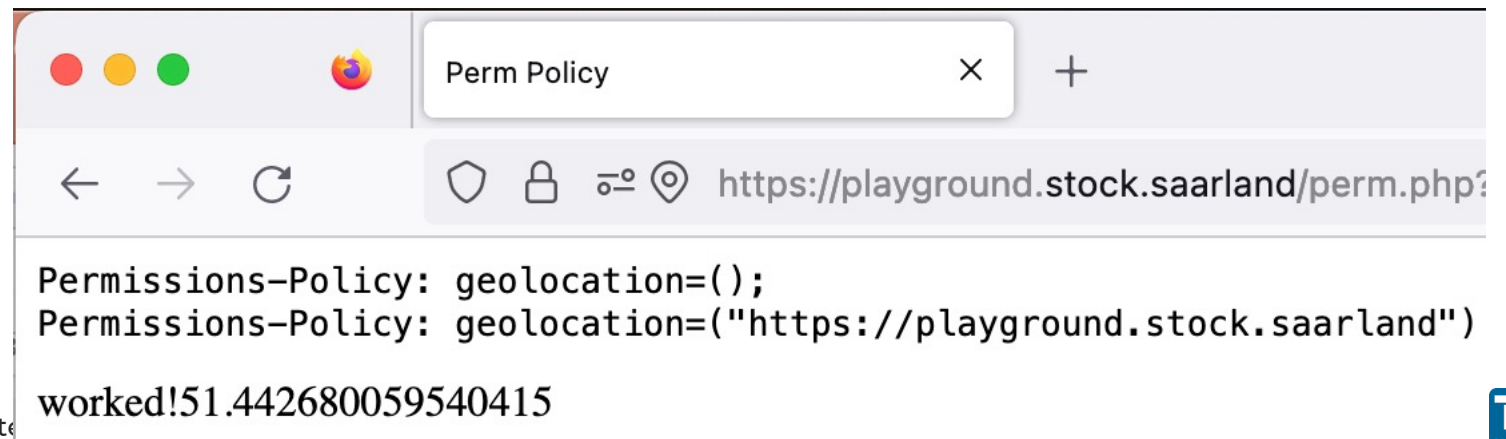 Perm Policy
https://playground.stock.saarland/perm.php?
Permissions-Policy: geolocation=();
Permissions-Policy: geolocation=("https://playground.stock.saarland")
worked!51.442680059540415